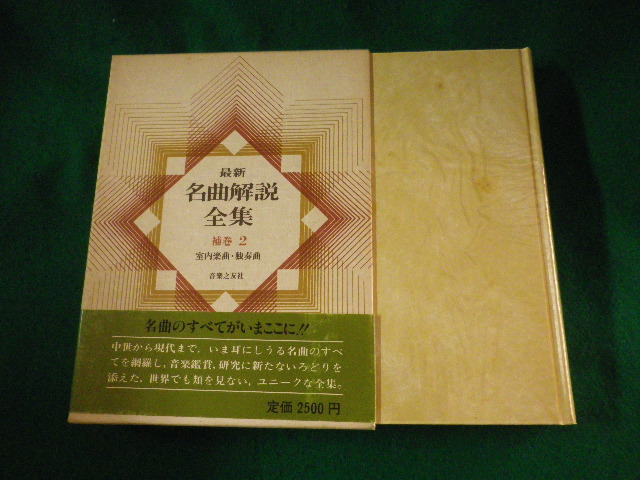 最新
名曲解説
全集
補巻 2
室内楽曲・独奏曲
音楽之友社
名曲のすべてがいまここに!!
中世から現代まで、いま耳にしうる名曲のすべ
てを網羅し、音楽鑑賞、研究に新たないろどりを
添えた、世界でも類を見ない、ユニークな全集。
定価 2500 円